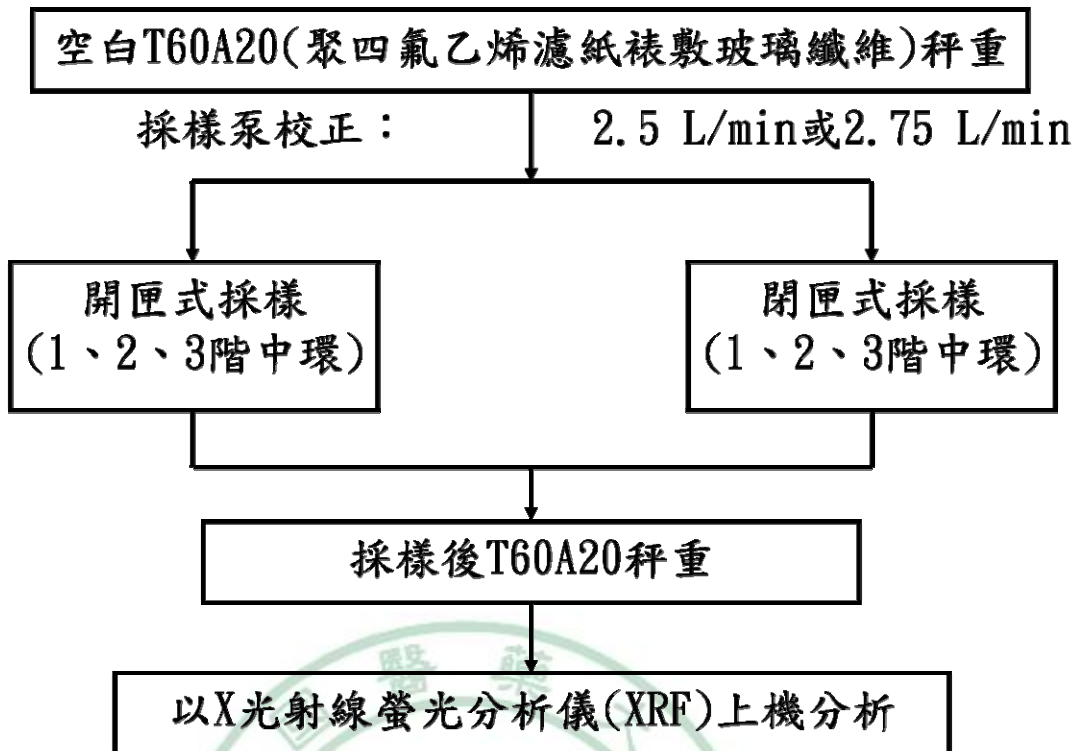 空白T60A20(聚四氟乙烯濾紙裱敷玻璃纖維)秤重
採樣泵校正： 2.5 L/min或2.75 L/min
開匣式採樣
(1、2、3階中環)
閉匣式採樣
(1、2、3階中環)
採樣後T60A20秤重
醫 藥
以X光射線螢光分析儀(XRF)上機分析